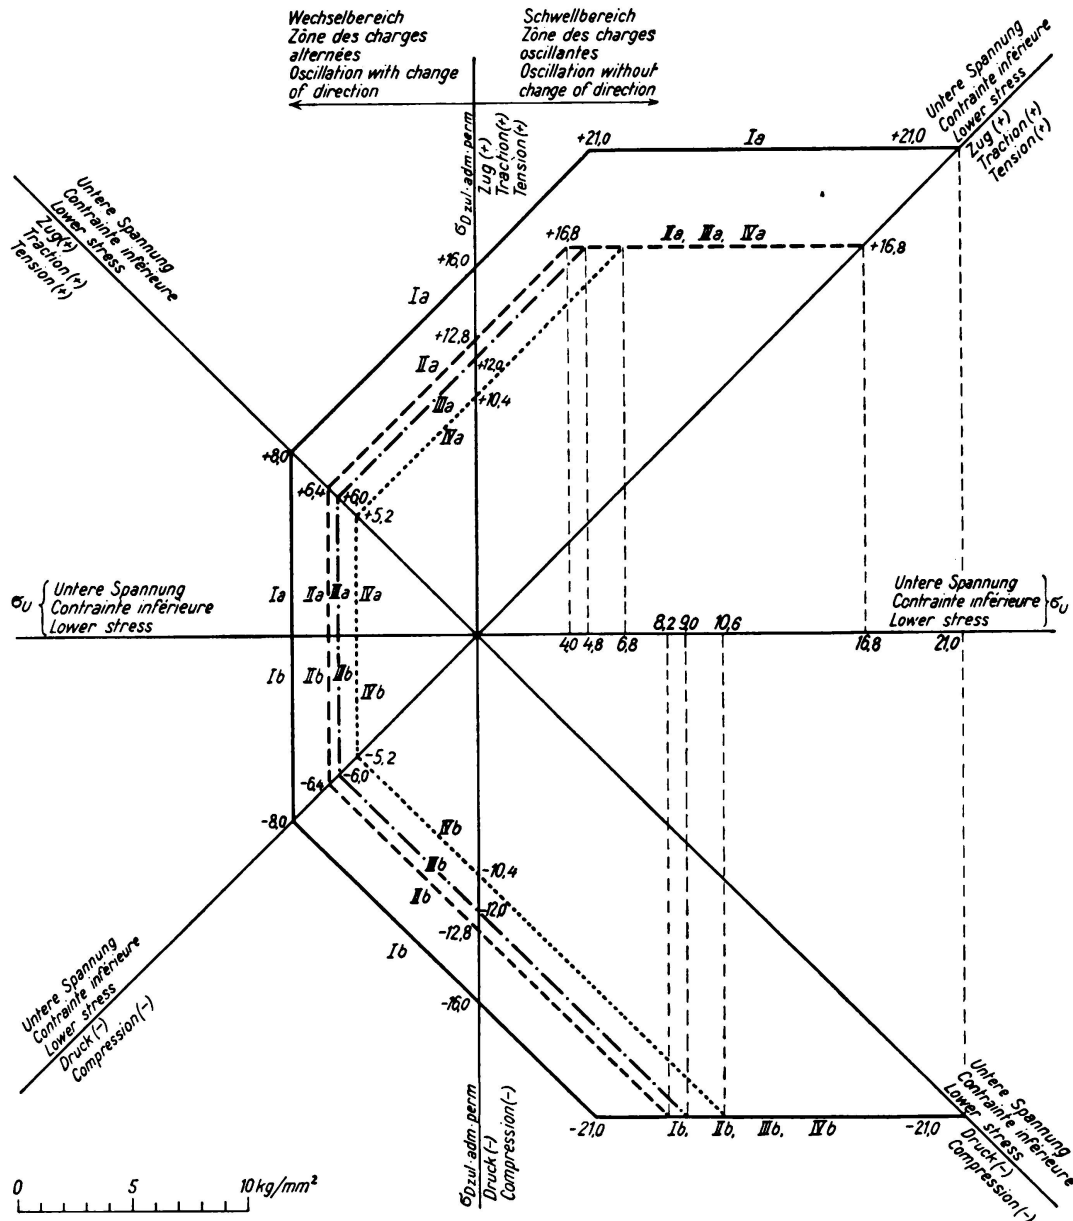 Wechselbereich
Zône des charges
alternées
Oscillation with change
of direction
Schwellbereich
Zône des charges
oscillantes
Oscillation without
change of direction
Untere Spannung
Contrainte inférieure
Lower stress
Zug (+)
Traction (+)
Tension (+)
σD zul·adm·perm
Zug (+)
Traction (+)
Tension (+)
+21,0
Ia
+21,0
Untere Spannung
Contrainte inférieure
Lower stress
Zug(+)
Traction(+)
Tension(+)
+16,8
IIa, IIIa, IVa
+16,8
+16,0
Ia
+12,8
IIa
+12,0
+10,4
IIIa
IVa
+8,0
+6,4
+6,0
+5,2
σU { Untere Spannung
Contrainte inférieure
Lower stress
Ia IIa IIIa IVa
Untere Spannung
Contrainte inférieure
Lower stress } σU
8,2 9,0 10,6
4,0 4,8 6,8 16,8 21,0
Ib IIb IIIb IVb
-5,2
-6,0
-6,4
-8,0
IVb
IIIb
IIb
-10,4
-12,0
-12,8
Ib
-16,0
Untere Spannung
Contrainte inférieure
Lower stress
Druck(-)
Compression(-)
σD zul·adm·perm
Druck(-)
Compression(-)
-21,0
Ib, IIb, IIIb, IVb
-21,0
Untere Spannung
Contrainte inférieure
Lower stress
Druck(-)
Compression(-)
0 5 10 kg/mm²